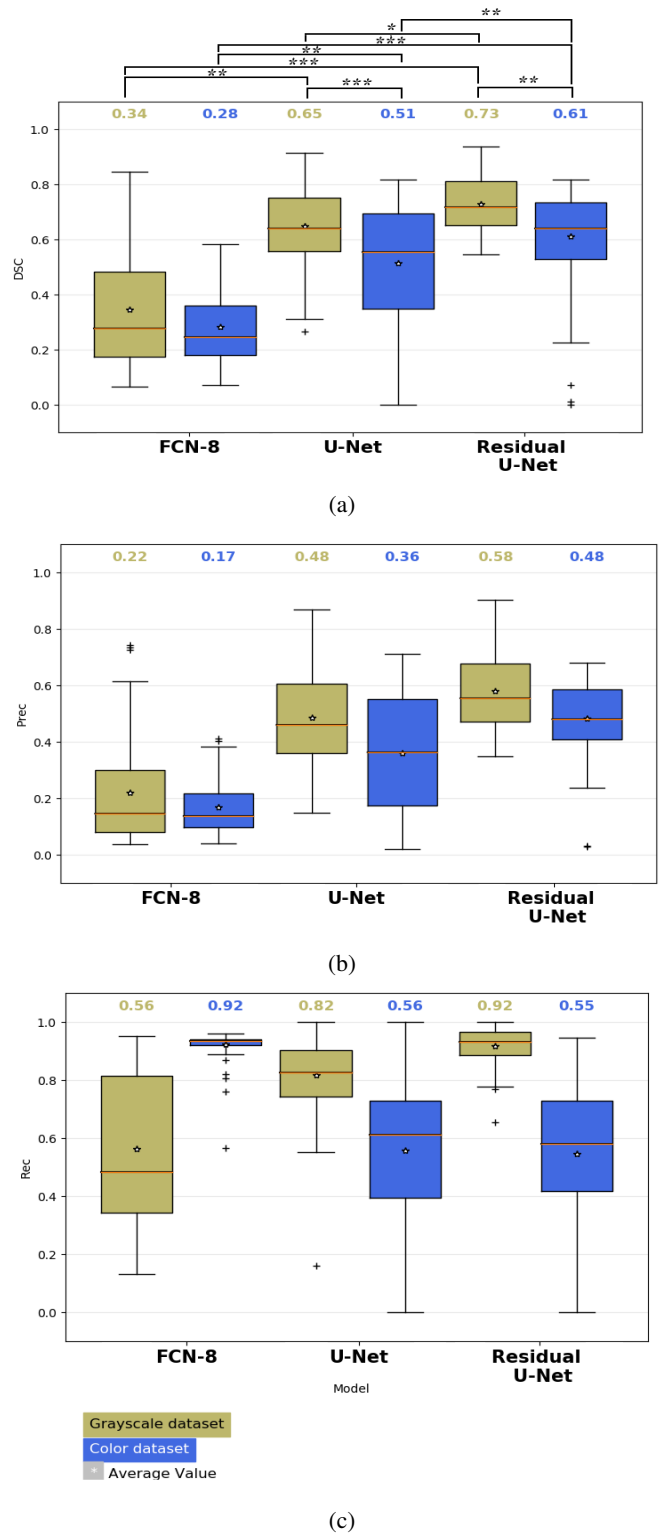 **
*
***
**
***
**
***
**
0.34 0.28 0.65 0.51 0.73 0.61
1.0
0.8
0.6
DSC
0.4
0.2
0.0
FCN-8 U-Net Residual
U-Net
(a)
0.22 0.17 0.48 0.36 0.58 0.48
1.0
0.8
0.6
Prec
0.4
0.2
0.0
FCN-8 U-Net Residual
U-Net
(b)
0.56 0.92 0.82 0.56 0.92 0.55
1.0
0.8
0.6
Rec
0.4
0.2
0.0
FCN-8 U-Net Residual
U-Net
Model
Grayscale dataset
Color dataset
* Average Value
(c)